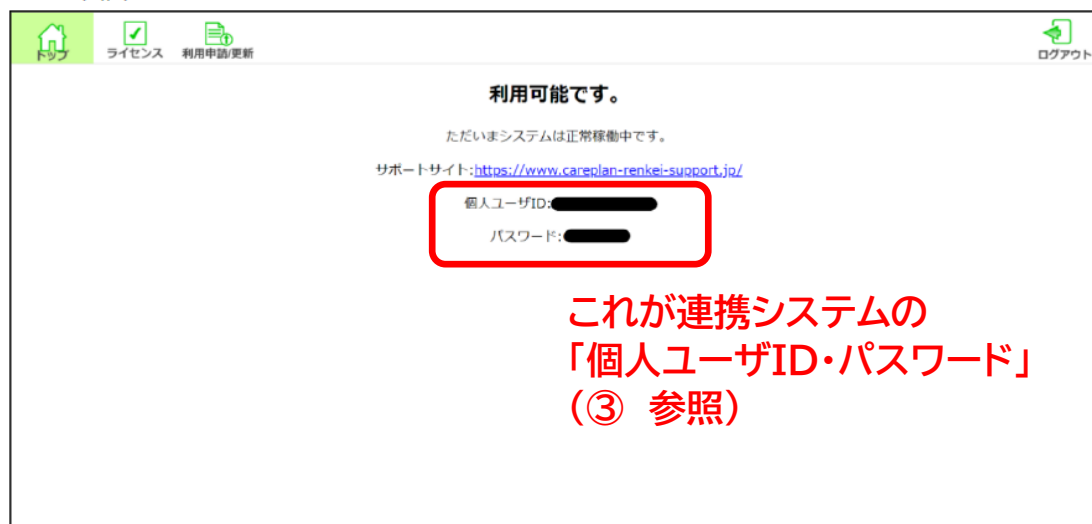 トップ
ライセンス
利用申請/更新
ログアウト
利用可能です。
ただいまシステムは正常稼働中です。
サポートサイト:https://www.careplan-renkei-support.jp/
個人ユーザID:
パスワード:
これが連携システムの
「個人ユーザID・パスワード」
(③ 参照)